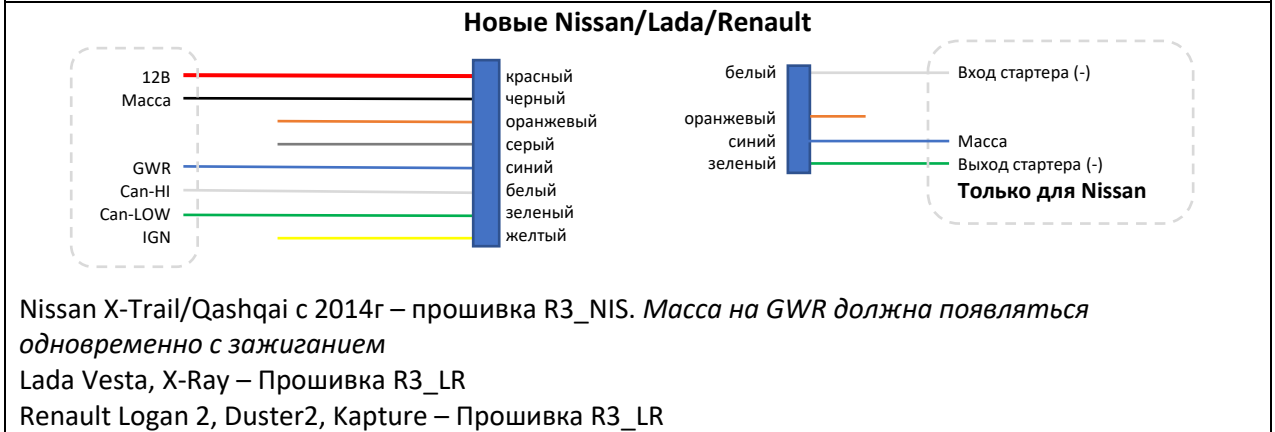 Новые Nissan/Lada/Renault
12В
Масса
GWR
Can-HI
Can-LOW
IGN
красный
черный
оранжевый
серый
синий
белый
зеленый
желтый
белый
оранжевый
синий
зеленый
Вход стартера (-)
Масса
Выход стартера (-)
Только для Nissan
Nissan X-Trail/Qashqai с 2014г – прошивка R3_NIS. Масса на GWR должна появляться
одновременно с зажиганием
Lada Vesta, X-Ray – Прошивка R3_LR
Renault Logan 2, Duster2, Kapture – Прошивка R3_LR